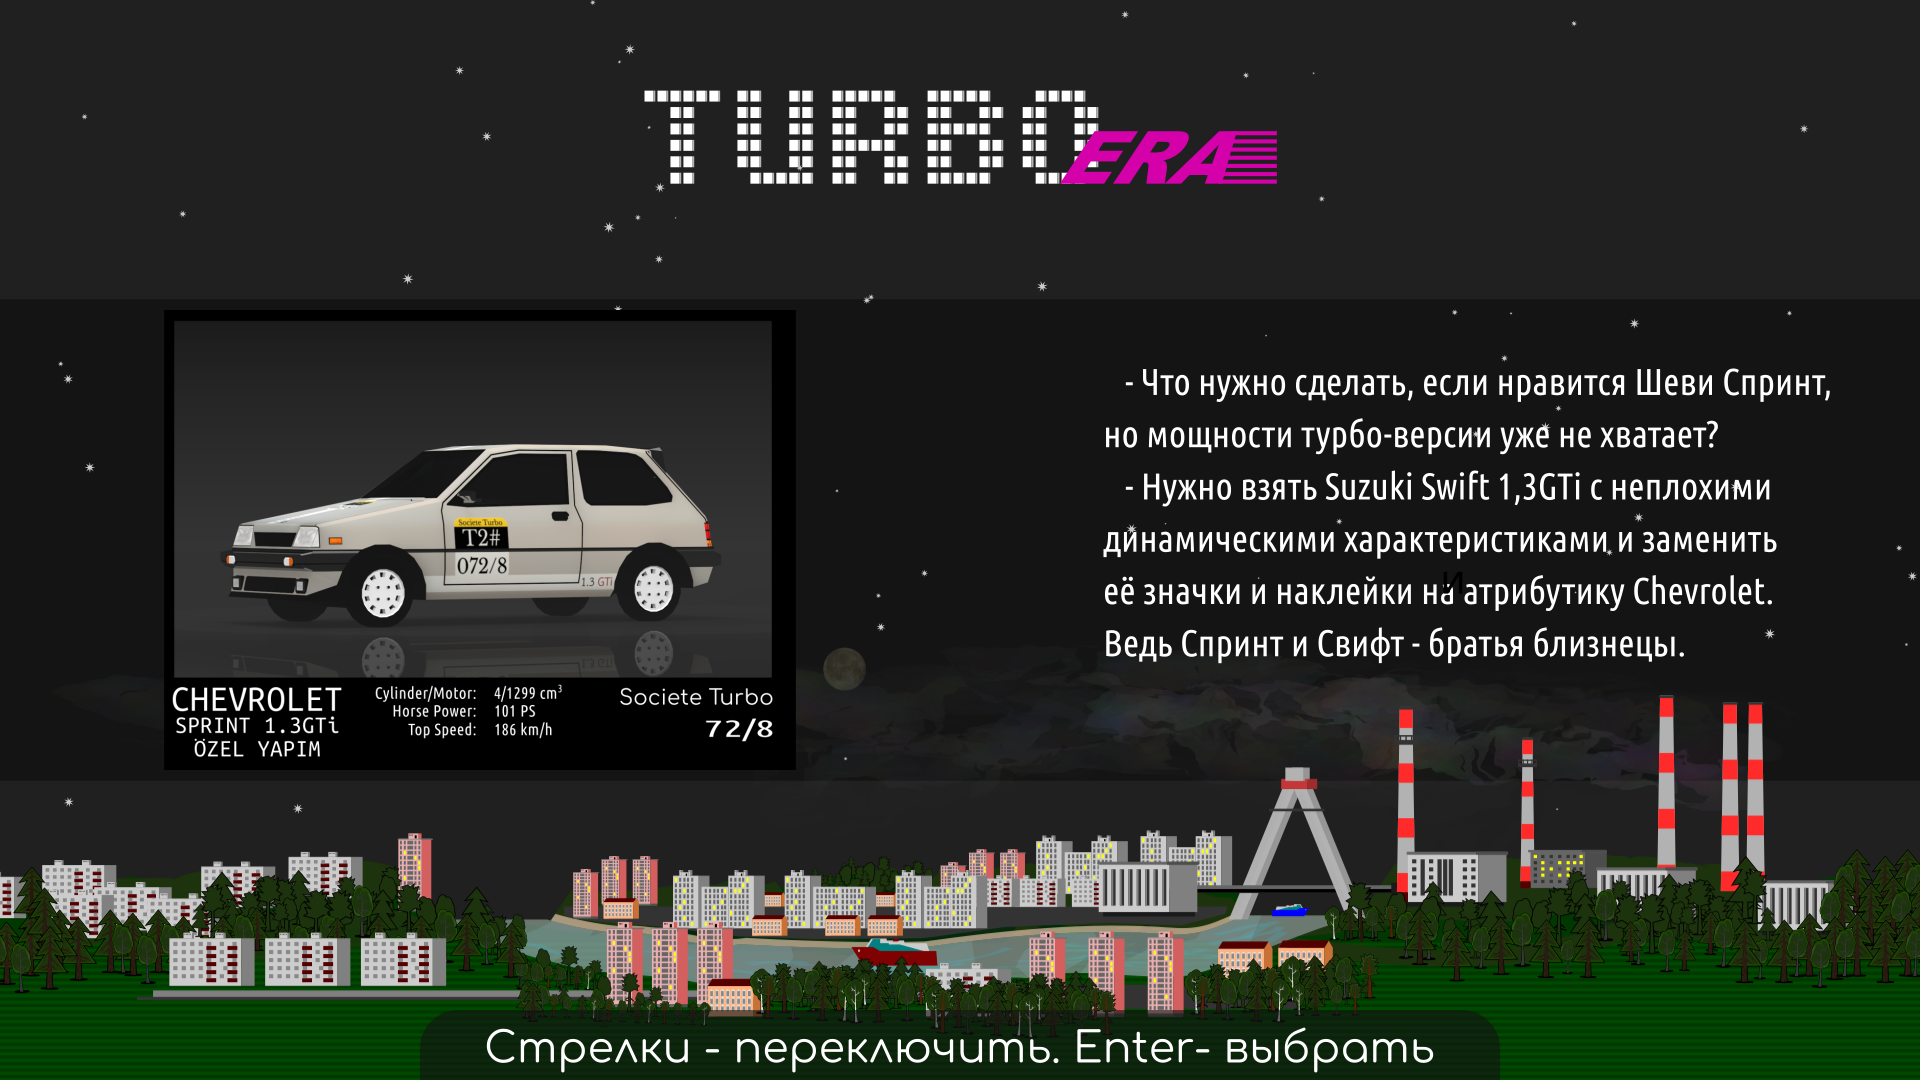 TURBO ERA
- Что нужно сделать, если нравится Шеви Спринт,
но мощности турбо-версии уже не хватает?
- Нужно взять Suzuki Swift 1,3GTi с неплохими
динамическими характеристиками и заменить
её значки и наклейки на атрибутику Chevrolet.
Ведь Спринт и Свифт - братья близнецы.
и
Societe Turbo
T2#
072/8
1.3 GTi
CHEVROLET
SPRINT 1.3GTi
ÖZEL YAPIM
Cylinder/Motor: 4/1299 cm³
Horse Power: 101 PS
Top Speed: 186 km/h
Societe Turbo
72/8
Стрелки - переключить. Enter- выбрать